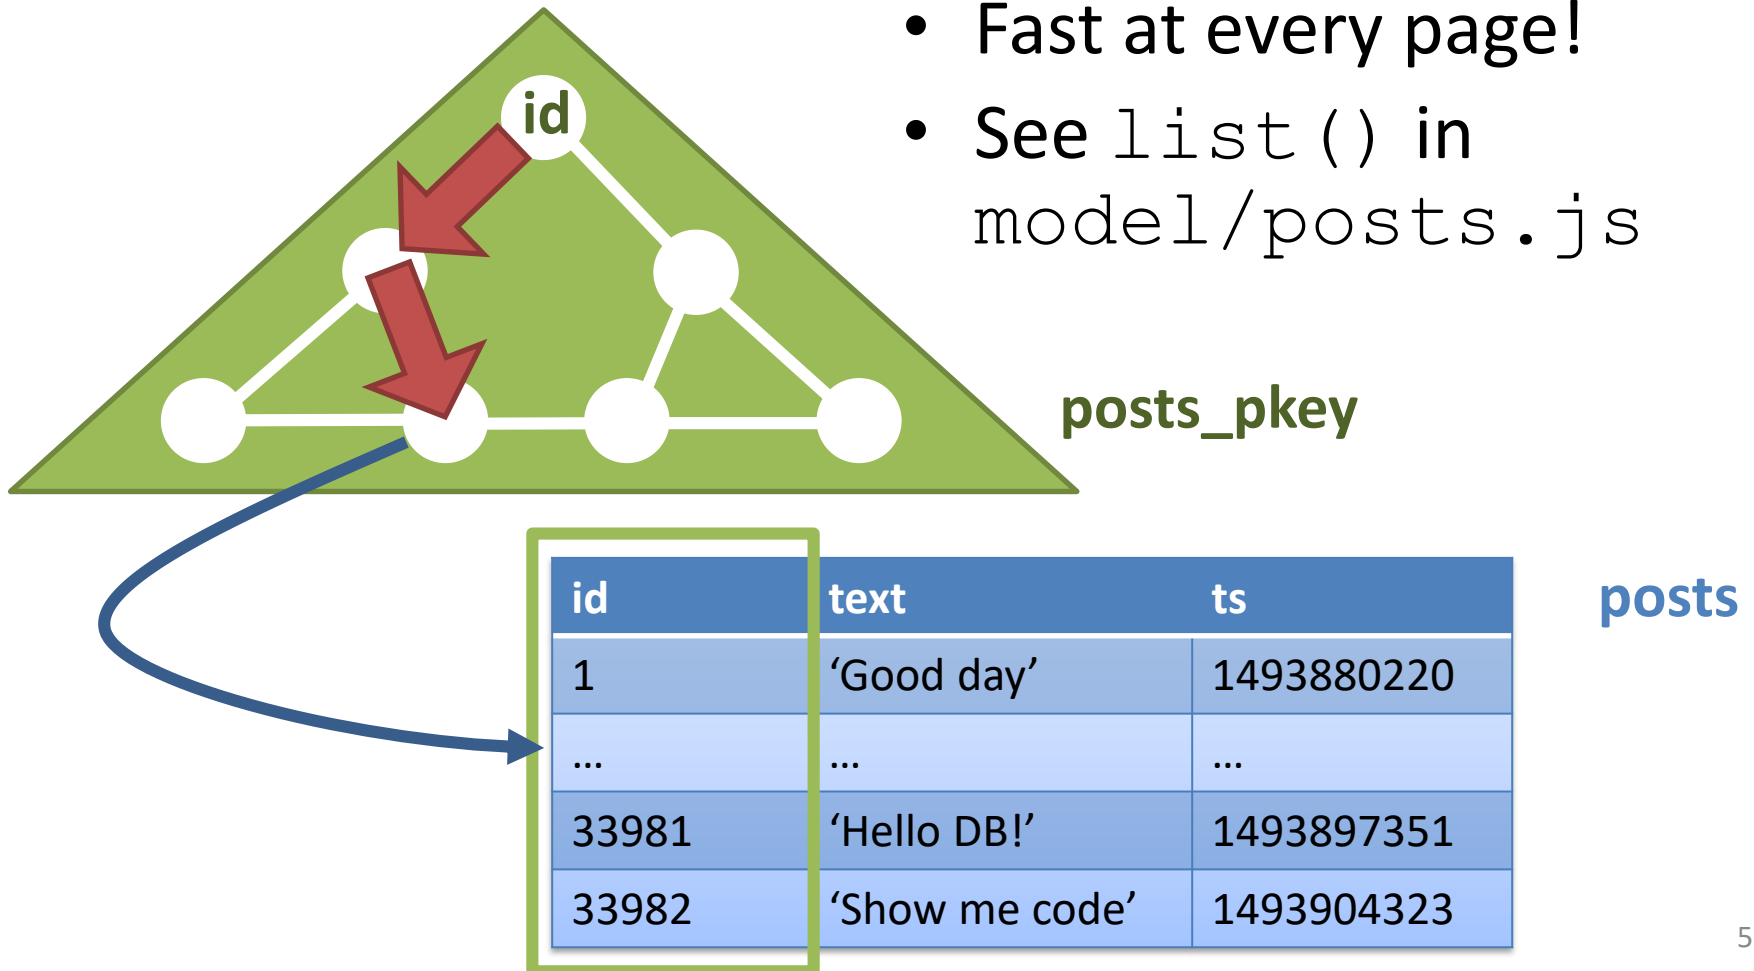 • Fast at every page!
• See list() in
model/posts.js
id
posts_pkey
id text ts
posts
1 ‘Good day’ 1493880220
... ... ...
33981 ‘Hello DB!’ 1493897351
33982 ‘Show me code’ 1493904323
5